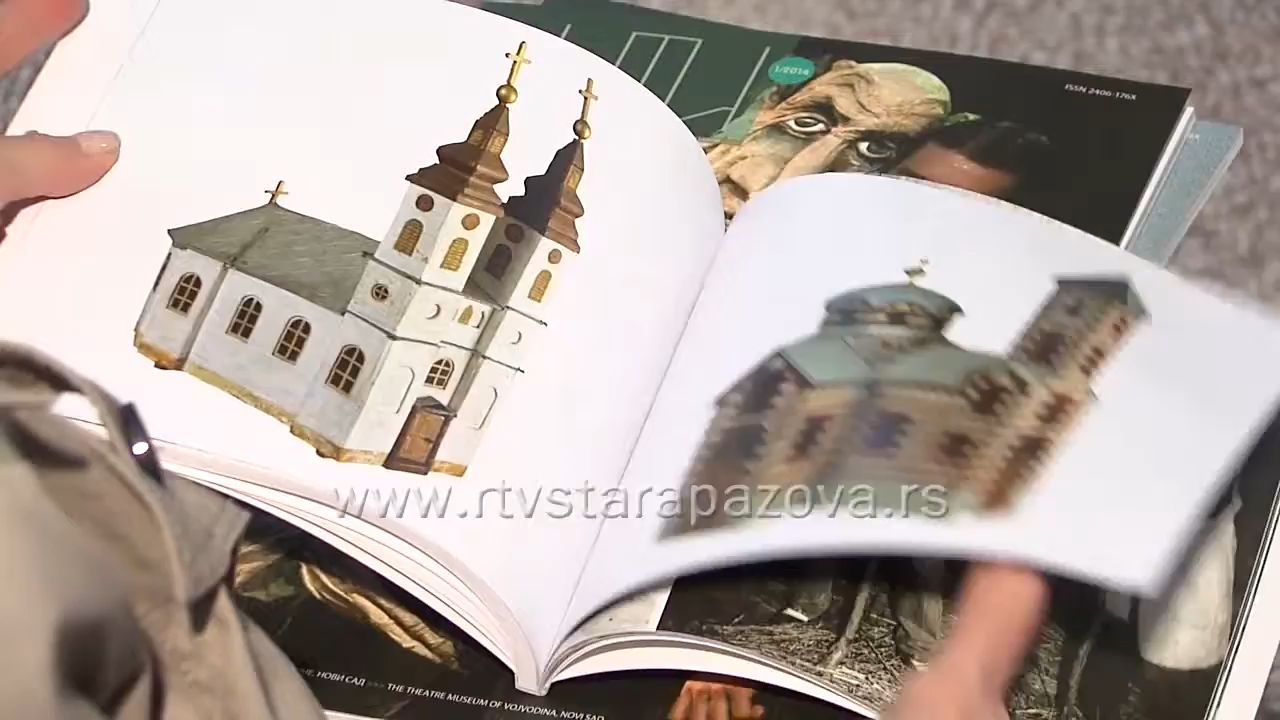 1/2014
ISSN 2406-176X
www.rtvstarapazova.rs
НОВИ САД >>> THE THEATRE MUSEUM OF VOJVODINA, NOVI SAD